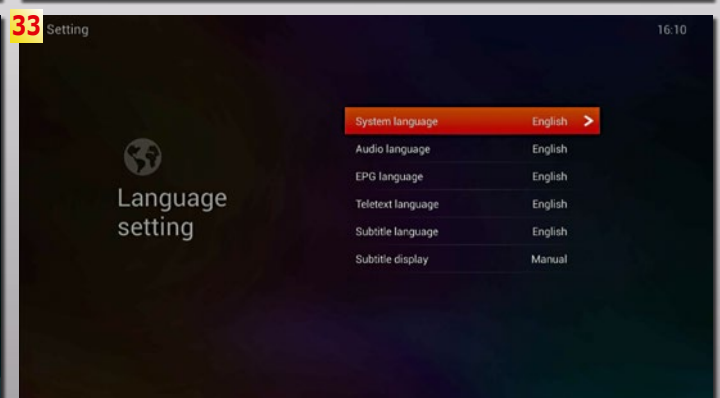 33
Setting
16:10
Language
setting
System language English >
Audio language English
EPG language English
Teletext language English
Subtitle language English
Subtitle display Manual